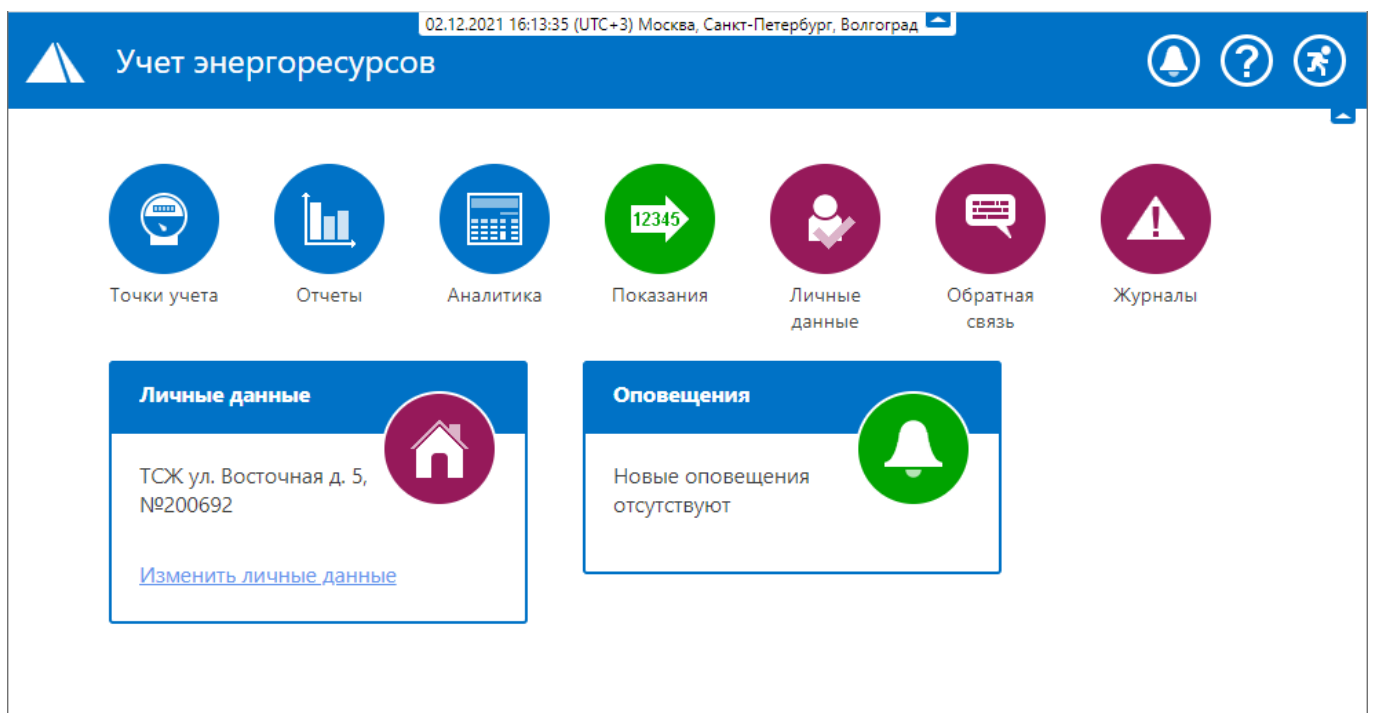 02.12.2021 16:13:35 (UTC+3) Москва, Санкт-Петербург, Волгоград
Учет энергоресурсов
?
12345
Точки учета
Отчеты
Аналитика
Показания
Личные
данные
Обратная
связь
Журналы
Личные данные
ТСЖ ул. Восточная д. 5,
№200692
Изменить личные данные
Оповещения
Новые оповещения
отсутствуют